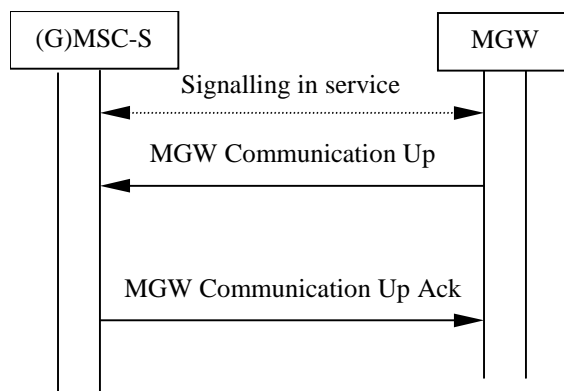 (G)MSC-S
MGW
Signalling in service
MGW Communication Up
MGW Communication Up Ack